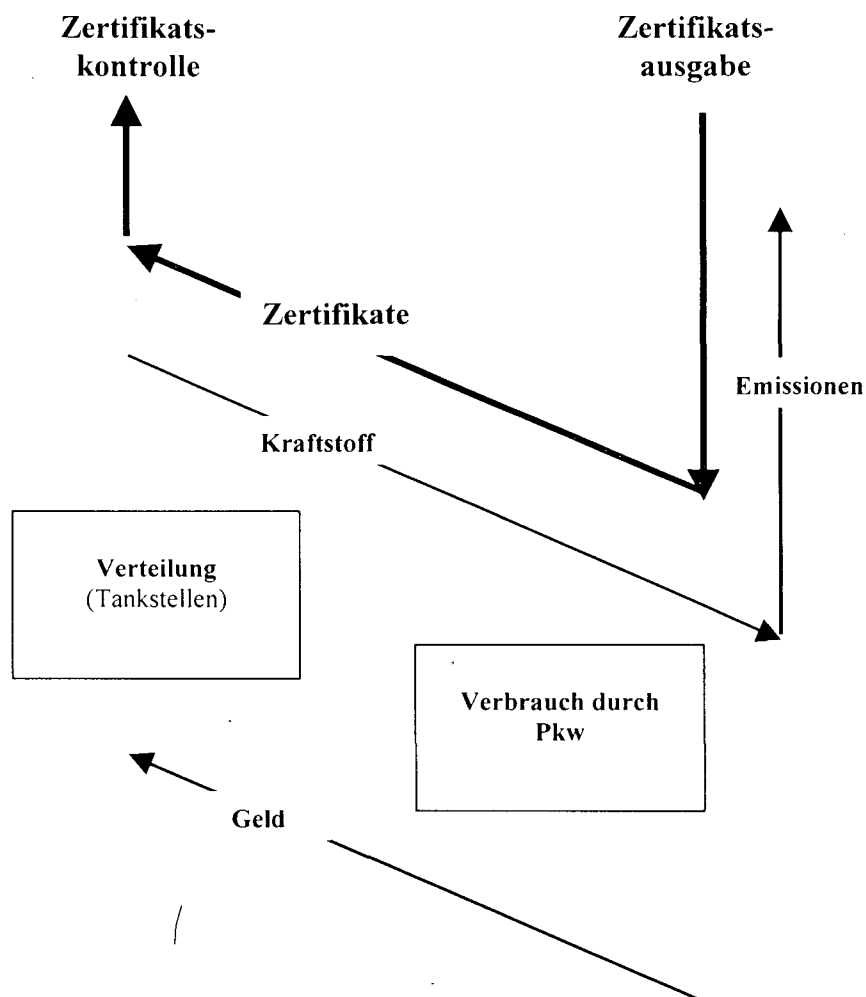 Zertifikats-
kontrolle
Zertifikats-
ausgabe
Zertifikate
Emissionen
Kraftstoff
Verteilung
(Tankstellen)
Verbrauch durch
Pkw
Geld